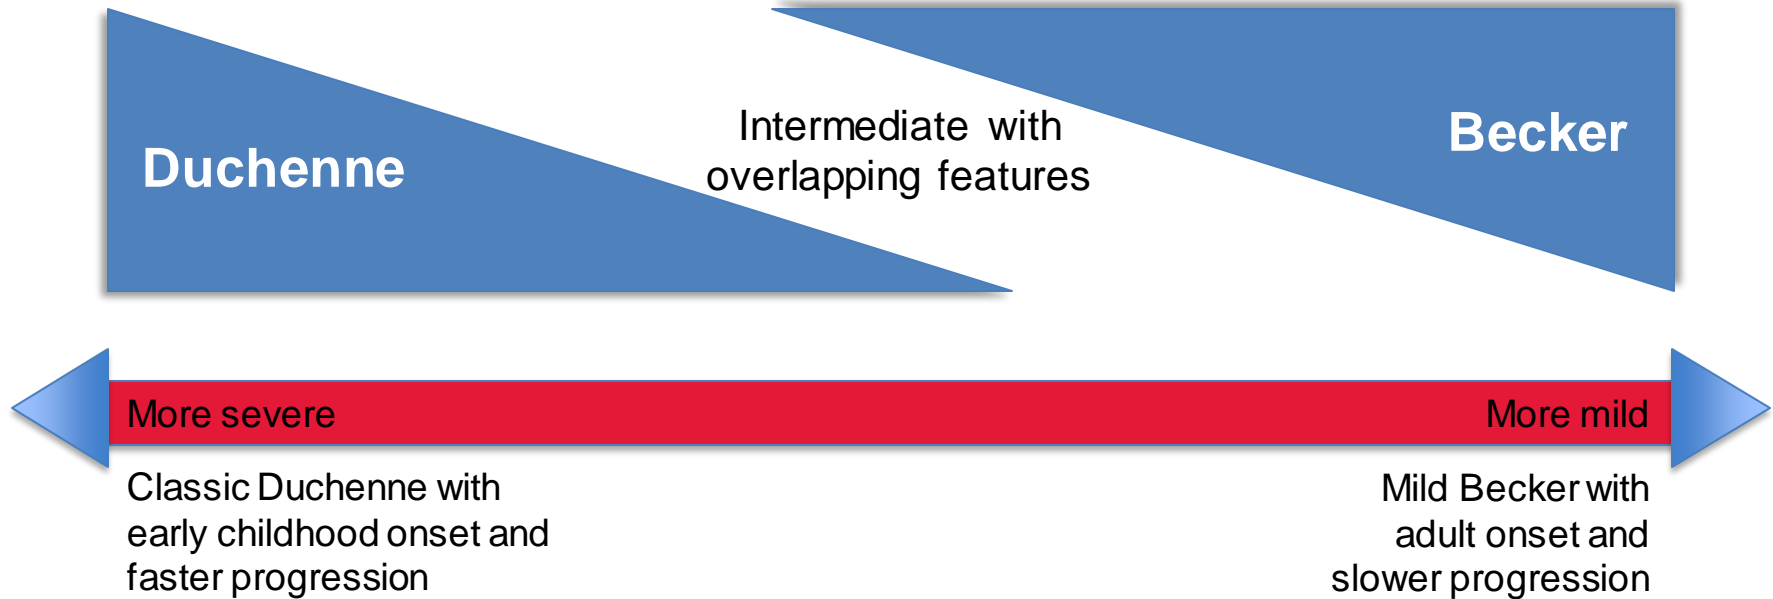 Duchenne
Intermediate with
overlapping features
Becker
More severe
More mild
Classic Duchenne with
early childhood onset and
faster progression
Mild Becker with
adult onset and
slower progression